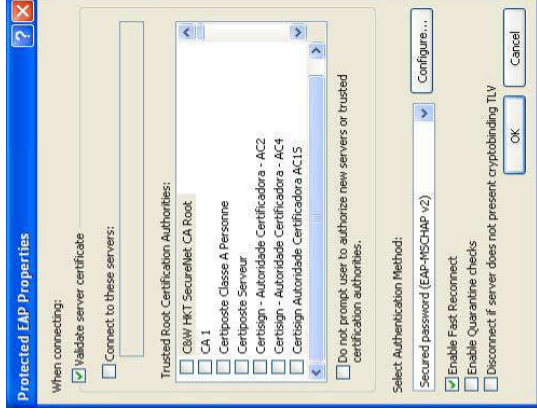 Protected EAP Properties
When connecting:
Validate server certificate
Connect to these servers:
Trusted Root Certification Authorities:
C&W HKT SecureNet CA Root
CA 1
Certiposte Classe A Personne
Certiposte Serveur
Certisign - Autoridade Certificadora - AC2
Certisign - Autoridade Certificadora - AC4
Certisign Autoridade Certificadora AC1S
Do not prompt user to authorize new servers or trusted
certification authorities.
Select Authentication Method:
Secured password (EAP-MSCHAP v2)
Configure...
Enable Fast Reconnect
Enable Quarantine checks
Disconnect if server does not present cryptobinding TLV
OK
Cancel